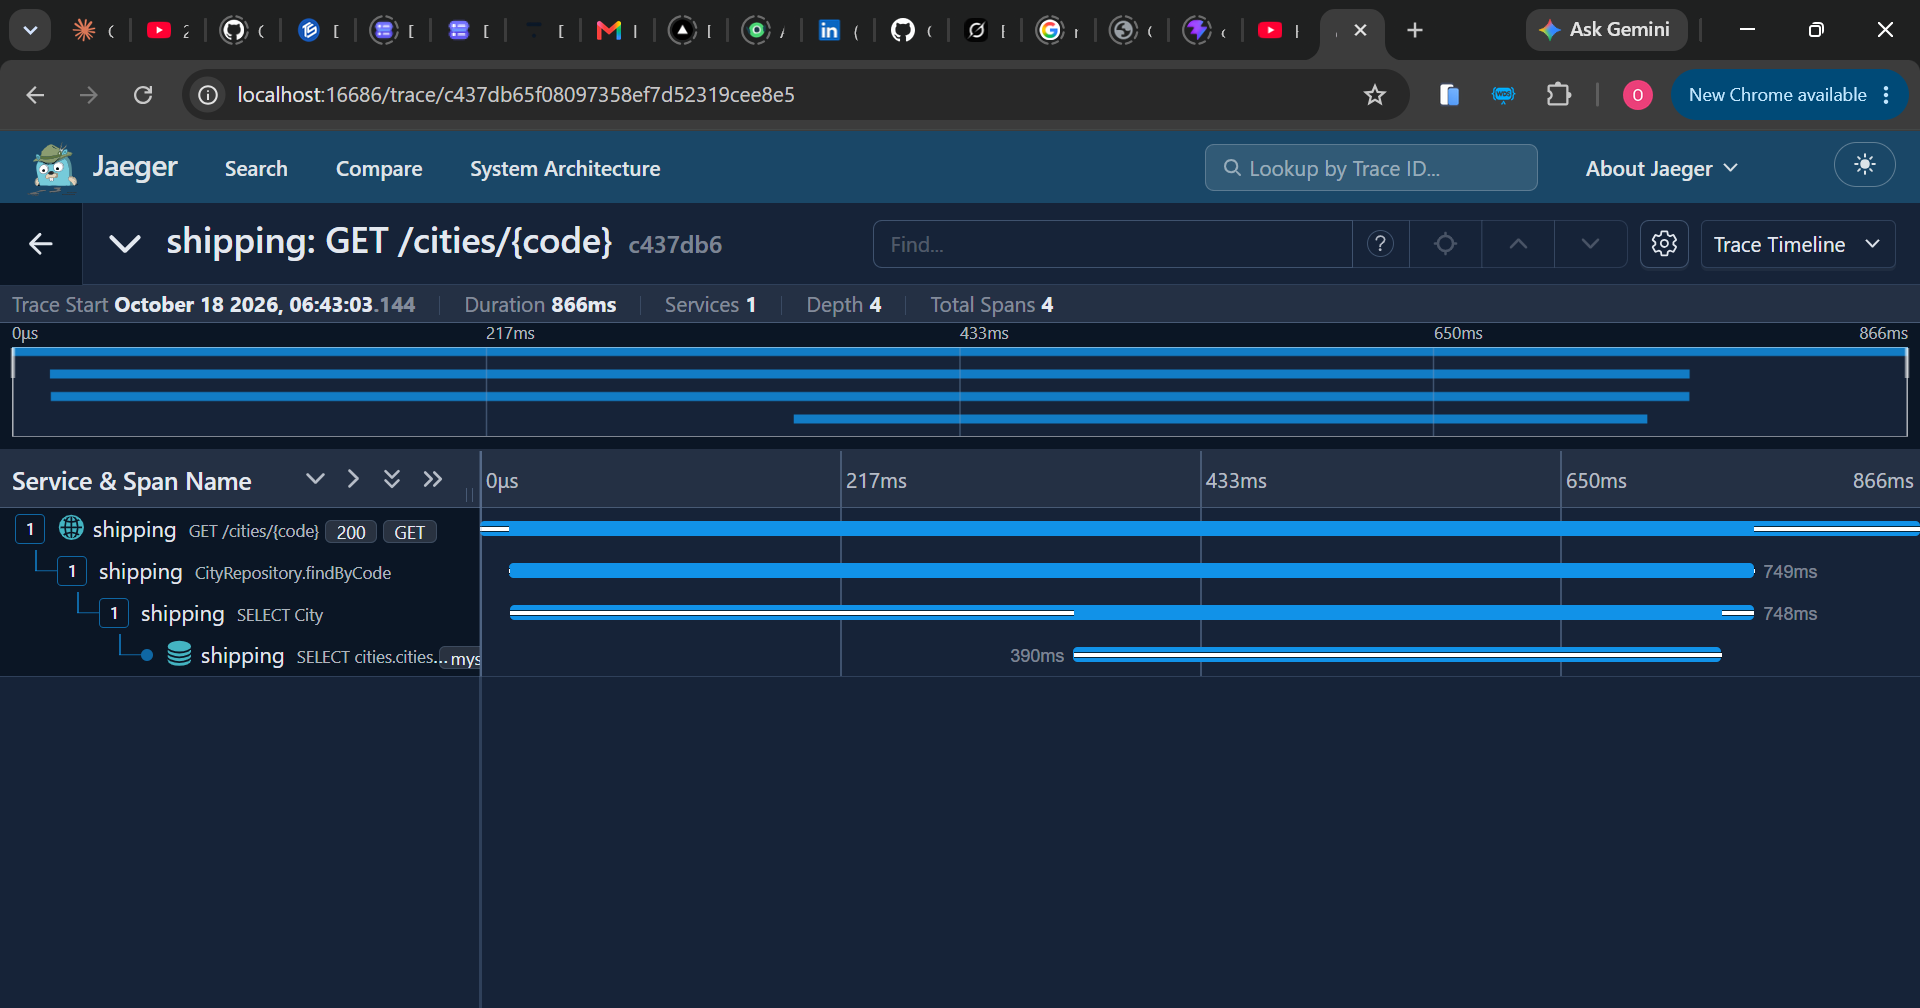 Ask Gemini
localhost:16686/trace/c437db65f08097358ef7d52319cee8e5
O
New Chrome available
Jaeger
Search
Compare
System Architecture
Lookup by Trace ID...
About Jaeger
shipping: GET /cities/{code} c437db6
Find...
Trace Timeline
Trace Start October 18 2026, 06:43:03.144
Duration 866ms
Services 1
Depth 4
Total Spans 4
0μs 217ms 433ms 650ms 866ms
Service & Span Name
0μs 217ms 433ms 650ms 866ms
1 shipping GET /cities/{code} 200 GET
1 shipping CityRepository.findByCode 749ms
1 shipping SELECT City 748ms
shipping SELECT cities.cities... mys 390ms